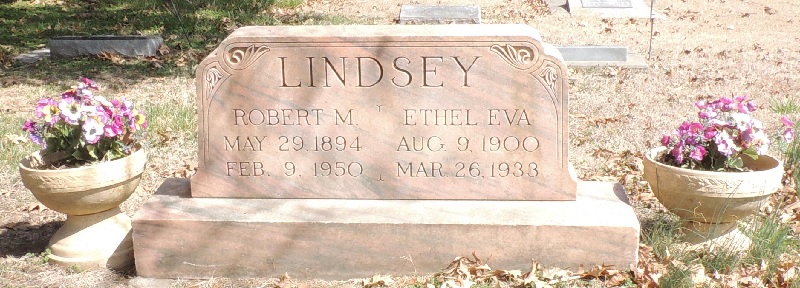 LINDSEY
ROBERT M. ETHEL EVA
MAY 29, 1894 AUG. 9, 1900
FEB. 9, 1950 MAR. 26, 1933